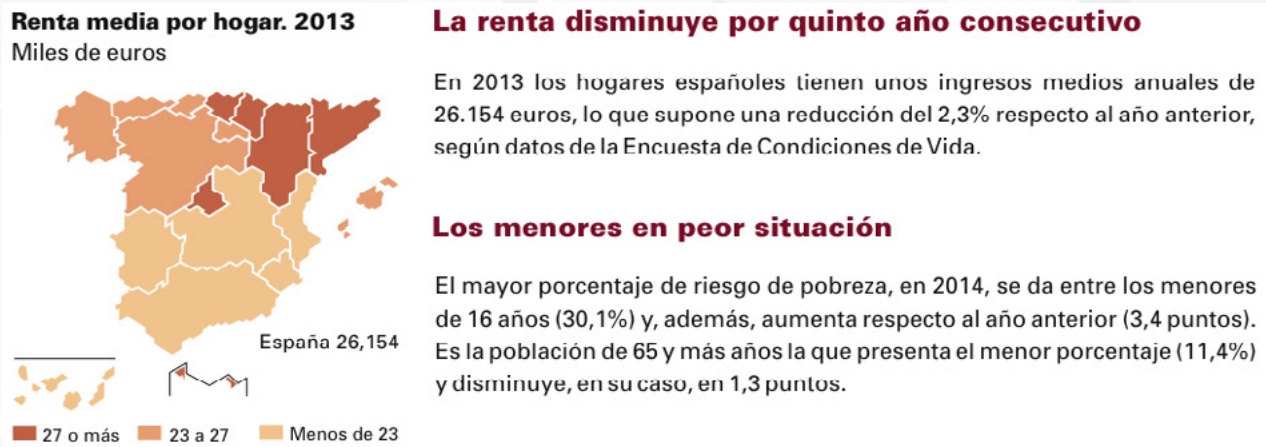 Renta media por hogar. 2013
Miles de euros
España 26,154
27 o más
23 a 27
Menos de 23
La renta disminuye por quinto año consecutivo
En 2013 los hogares españoles tienen unos ingresos medios anuales de
26.154 euros, lo que supone una reducción del 2,3% respecto al año anterior,
según datos de la Encuesta de Condiciones de Vida.
Los menores en peor situación
El mayor porcentaje de riesgo de pobreza, en 2014, se da entre los menores
de 16 años (30,1%) y, además, aumenta respecto al año anterior (3,4 puntos).
Es la población de 65 y más años la que presenta el menor porcentaje (11,4%)
y disminuye, en su caso, en 1,3 puntos.